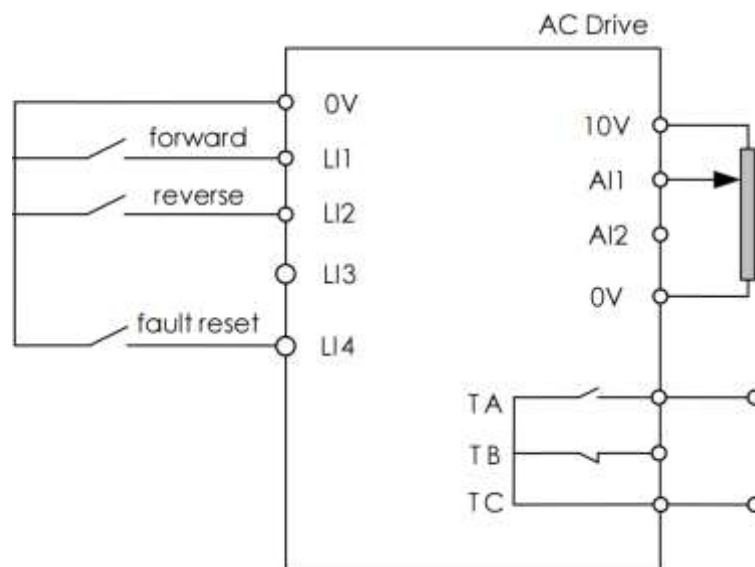 AC Drive
0V
forward
LI1
reverse
LI2
LI3
fault reset
LI4
10V
AI1
AI2
0V
TA
TB
TC